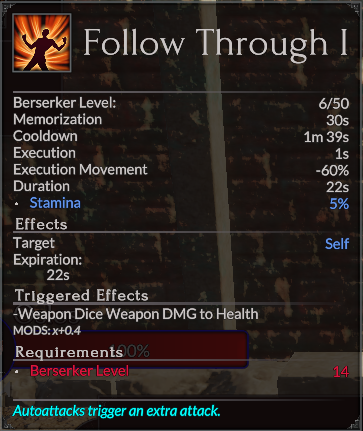 Follow Through I
Berserker Level: 6/50
Memorization 30s
Cooldown 1m 39s
Execution 1s
Execution Movement -60%
Duration 22s
• Stamina 5%
Effects
Target Self
Expiration:
22s
Triggered Effects
-Weapon Dice Weapon DMG to Health
MODS: x+0.4
100%
Requirements
• Berserker Level 14
Autoattacks trigger an extra attack.